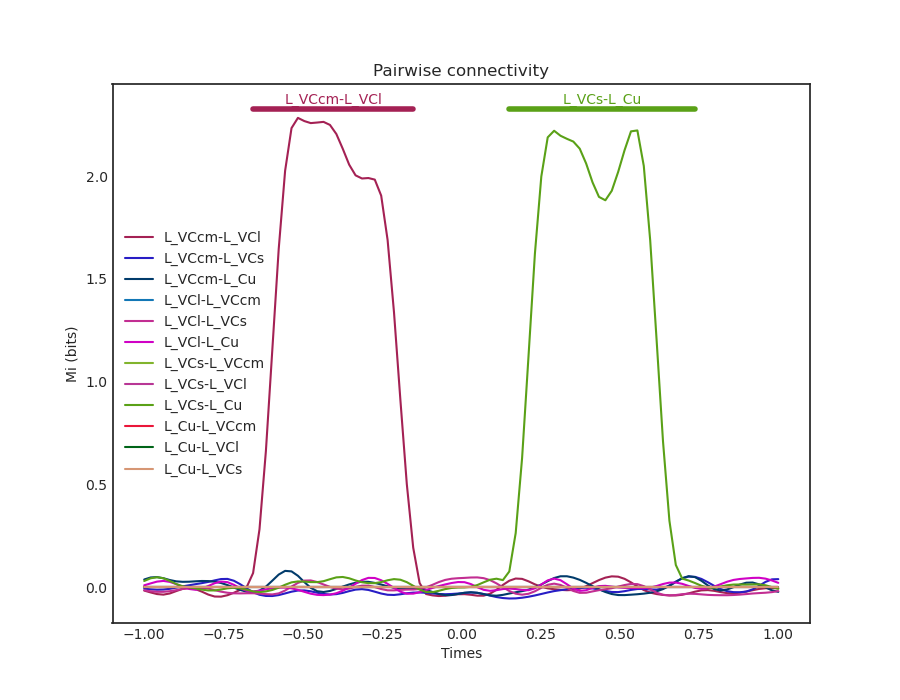 Pairwise connectivity
L_VCcm-L_VCl
L_VCs-L_Cu
Mi (bits)
2.0
1.5
1.0
0.5
0.0
L_VCcm-L_VCl
L_VCcm-L_VCs
L_VCcm-L_Cu
L_VCl-L_VCcm
L_VCl-L_VCs
L_VCl-L_Cu
L_VCs-L_VCcm
L_VCs-L_VCl
L_VCs-L_Cu
L_Cu-L_VCcm
L_Cu-L_VCl
L_Cu-L_VCs
−1.00 −0.75 −0.50 −0.25 0.00 0.25 0.50 0.75 1.00
Times